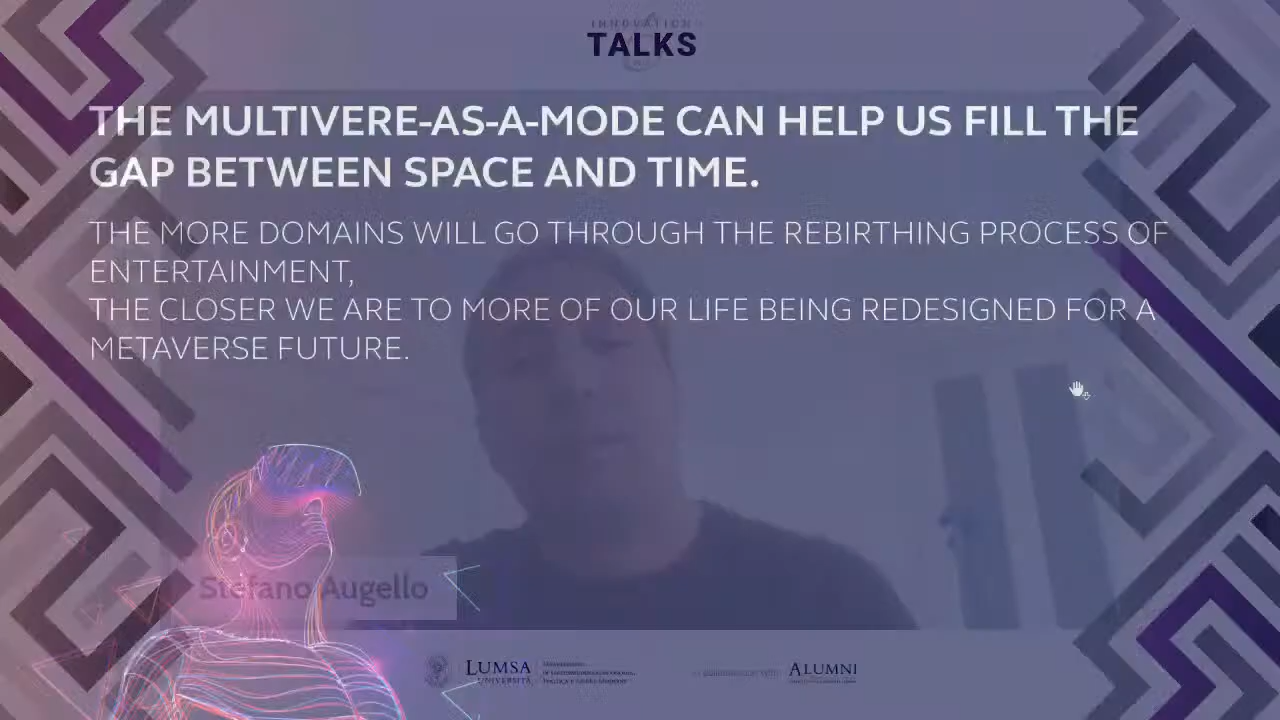 INNOVATION
TALKS
THE MULTIVERE-AS-A-MODE CAN HELP US FILL THE
GAP BETWEEN SPACE AND TIME.
THE MORE DOMAINS WILL GO THROUGH THE REBIRTHING PROCESS OF
ENTERTAINMENT,
THE CLOSER WE ARE TO MORE OF OUR LIFE BEING REDESIGNED FOR A
METAVERSE FUTURE.
Stefano Augello
LUMSA
UNIVERSITÀ
ALUMNI